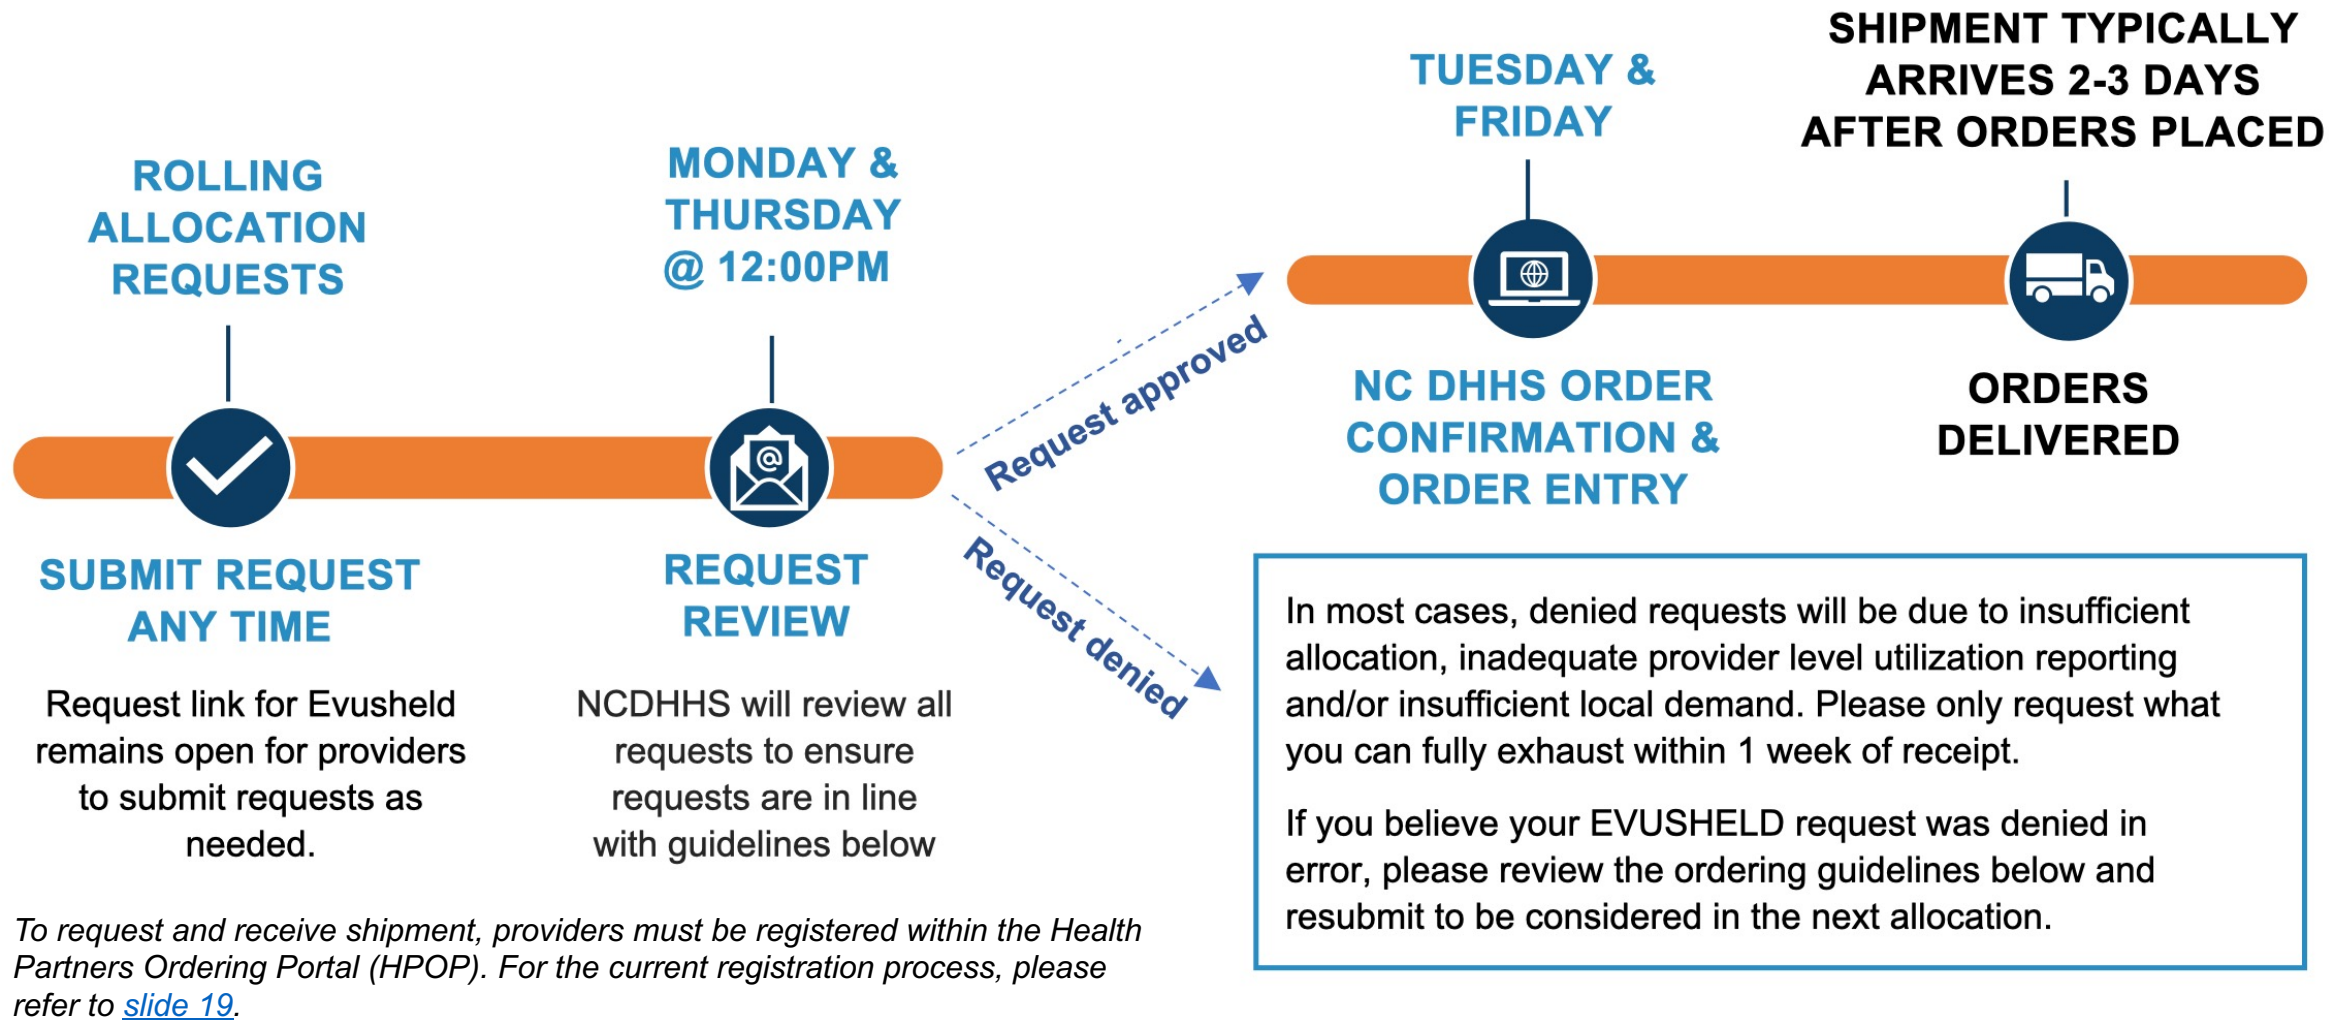 ROLLING
ALLOCATION
REQUESTS
SUBMIT REQUEST
ANY TIME
Request link for Evusheld
remains open for providers
to submit requests as
needed.
MONDAY &
THURSDAY
@ 12:00PM
@
REQUEST
REVIEW
NCDHHS will review all
requests to ensure
requests are in line
with guidelines below
Request approved
Request denied
TUESDAY &
FRIDAY
NC DHHS ORDER
CONFIRMATION &
ORDER ENTRY
SHIPMENT TYPICALLY
ARRIVES 2-3 DAYS
AFTER ORDERS PLACED
ORDERS
DELIVERED
In most cases, denied requests will be due to insufficient
allocation, inadequate provider level utilization reporting
and/or insufficient local demand. Please only request what
you can fully exhaust within 1 week of receipt.
If you believe your EVUSHELD request was denied in
error, please review the ordering guidelines below and
resubmit to be considered in the next allocation.
To request and receive shipment, providers must be registered within the Health
Partners Ordering Portal (HPOP). For the current registration process, please
refer to slide 19.